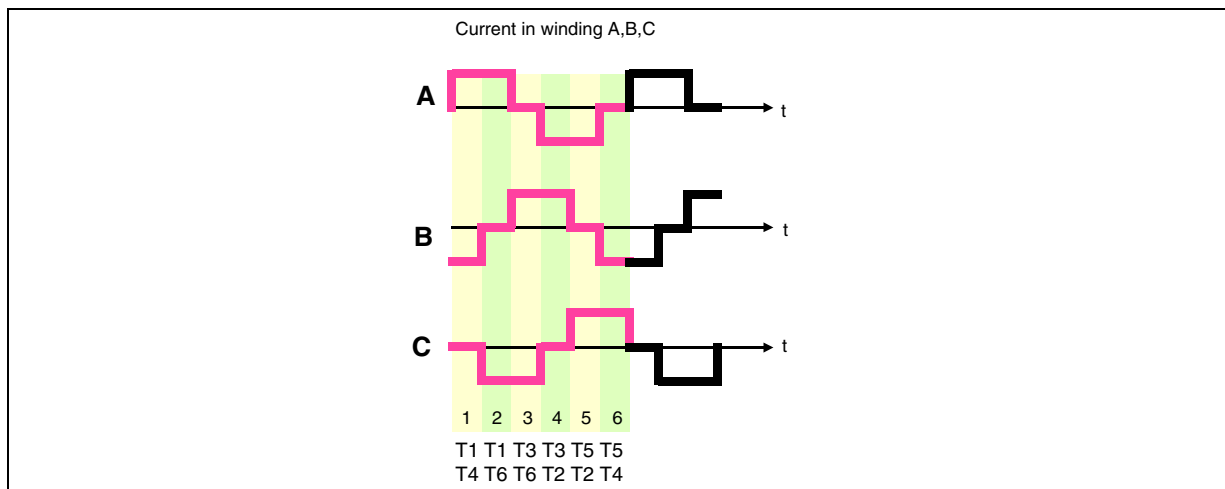 Current in winding A,B,C
A
t
B
t
C
t
1 2 3 4 5 6
T1 T1 T3 T3 T5 T5
T4 T6 T6 T2 T2 T4